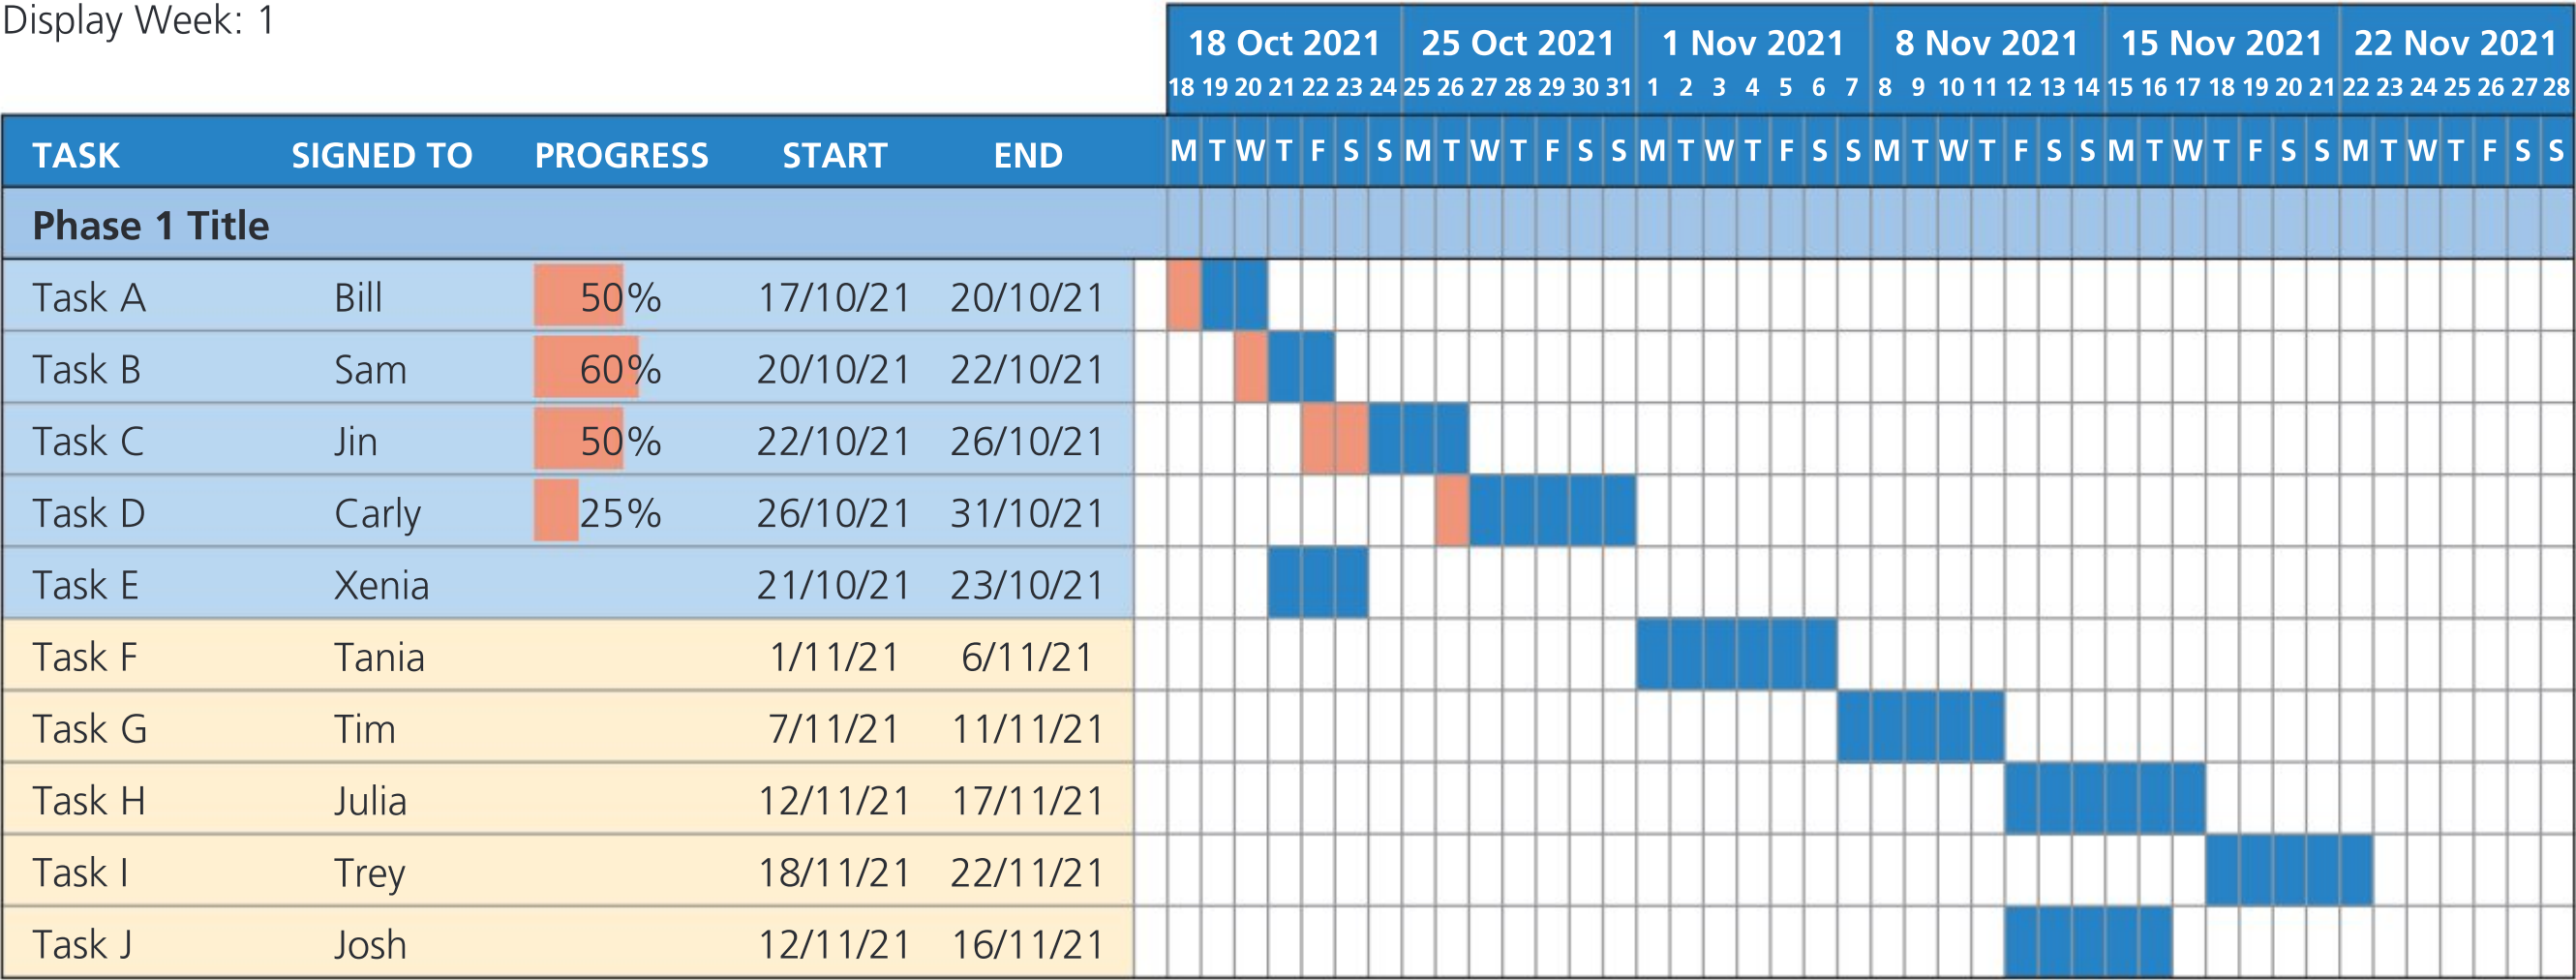 Display Week: 1
18 Oct 2021 25 Oct 2021 1 Nov 2021 8 Nov 2021 15 Nov 2021 22 Nov 2021
18 19 20 21 22 23 24 25 26 27 28 29 30 31 1 2 3 4 5 6 7 8 9 10 11 12 13 14 15 16 17 18 19 20 21 22 23 24 25 26 27 28
TASK SIGNED TO PROGRESS START END M T W T F S S M T W T F S S M T W T F S S M T W T F S S M T W T F S S M T W T F S S
Phase 1 Title
Task A Bill 50% 17/10/21 20/10/21
Task B Sam 60% 20/10/21 22/10/21
Task C Jin 50% 22/10/21 26/10/21
Task D Carly 25% 26/10/21 31/10/21
Task E Xenia 21/10/21 23/10/21
Task F Tania 1/11/21 6/11/21
Task G Tim 7/11/21 11/11/21
Task H Julia 12/11/21 17/11/21
Task I Trey 18/11/21 22/11/21
Task J Josh 12/11/21 16/11/21